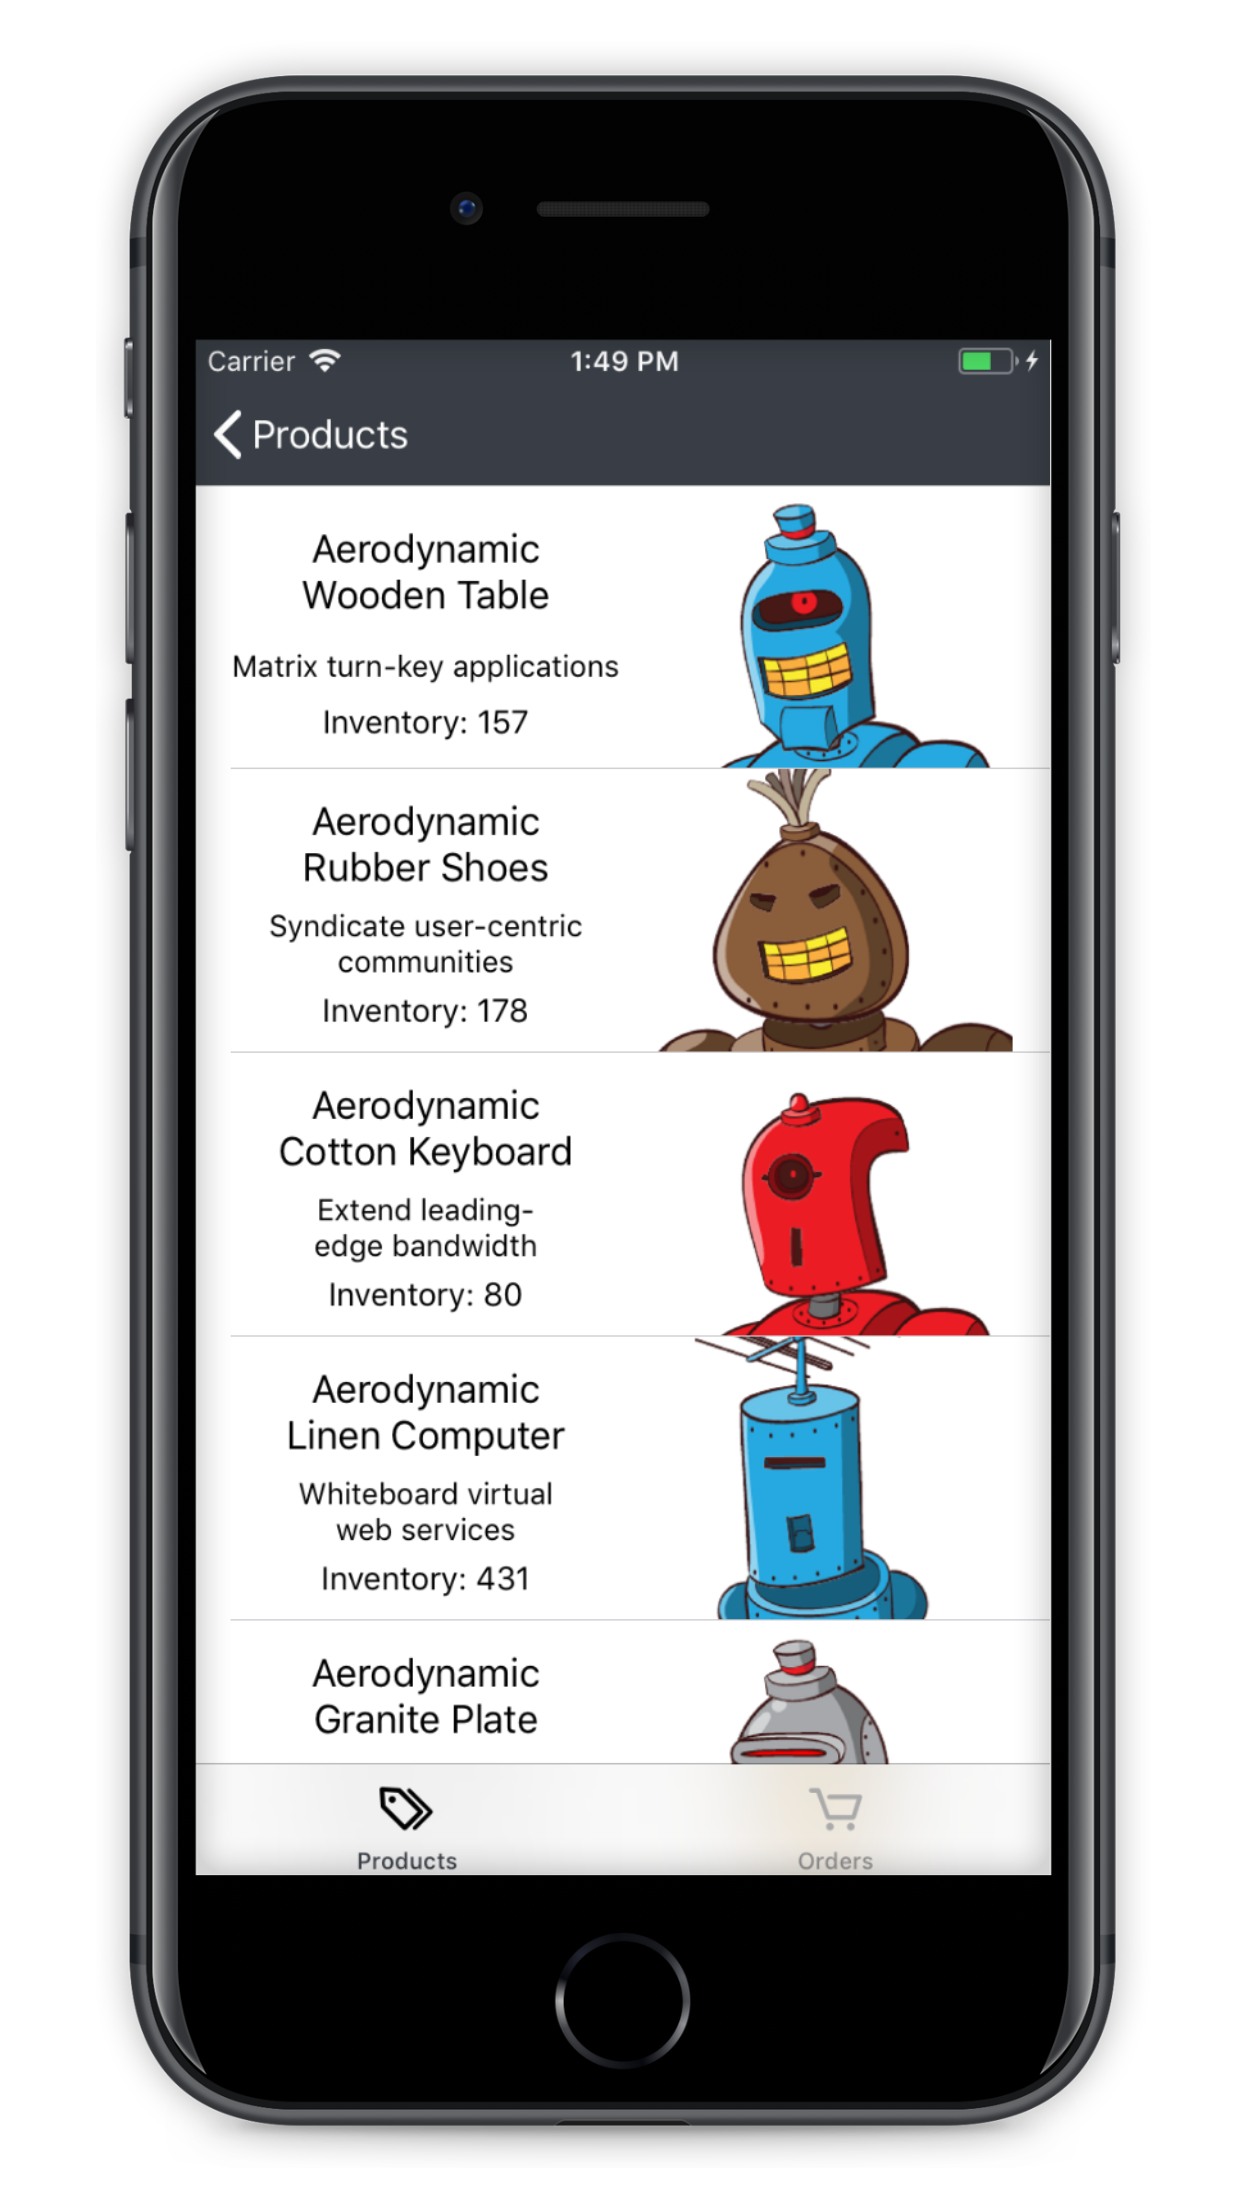 Carrier
1:49 PM
Products
Aerodynamic
Wooden Table
Matrix turn-key applications
Inventory: 157
Aerodynamic
Rubber Shoes
Syndicate user-centric
communities
Inventory: 178
Aerodynamic
Cotton Keyboard
Extend leading-
edge bandwidth
Inventory: 80
Aerodynamic
Linen Computer
Whiteboard virtual
web services
Inventory: 431
Aerodynamic
Granite Plate
Products
Orders